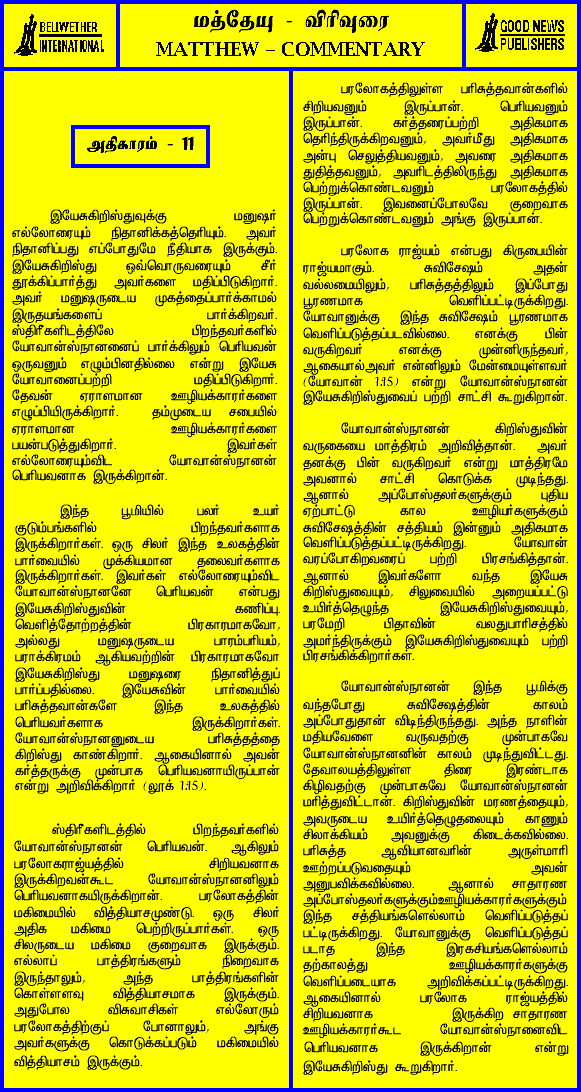 BELLWETHER
INTERNATIONAL
மத்தேயு - விரிவுரை
MATTHEW – COMMENTARY
GOOD NEWS
PUBLISHERS
அதிகாரம் - 11
இயேசுகிறிஸ்துவுக்கு மனுஷர்
எல்லோரையும் நிதானிக்கத்தெரியும். அவர்
நிதானிப்பது எப்போதுமே நீதியாக இருக்கும்.
இயேசுகிறிஸ்து ஒவ்வொருவரையும் சீர்
தூக்கிப்பார்த்து அவர்களை மதிப்பிடுகிறார்.
அவர் மனுஷருடைய முகத்தைப்பார்க்காமல்
இருதயங்களைப் பார்க்கிறவர்.
ஸ்திரீகளிடத்திலே பிறந்தவர்களில்
யோவான்ஸ்நானனைப் பார்க்கிலும் பெரியவன்
ஒருவனும் எழும்பினதில்லை என்று இயேசு
யோவானைப்பற்றி மதிப்பிடுகிறார்.
தேவன் ஏராளமான ஊழியக்காரர்களை
எழுப்பியிருக்கிறார். தம்முடைய சபையில்
ஏராளமான ஊழியக்காரர்களை
பயன்படுத்துகிறார். இவர்கள்
எல்லோரையும்விட யோவான்ஸ்நானன்
பெரியவனாக இருக்கிறான்.
இந்த பூமியில் பலர் உயர்
குடும்பங்களில் பிறந்தவர்களாக
இருக்கிறார்கள். ஒரு சிலர் இந்த உலகத்தின்
பார்வையில் முக்கியமான தலைவர்களாக
இருக்கிறார்கள். இவர்கள் எல்லோரையும்விட
யோவான்ஸ்நானனே பெரியவன் என்பது
இயேசுகிறிஸ்துவின் கணிப்பு.
வெளித்தோற்றத்தின் பிரகாரமாகவோ,
அல்லது மனுஷருடைய பாரம்பரியம்,
பராக்கிரமம் ஆகியவற்றின் பிரகாரமாகவோ
இயேசுகிறிஸ்து மனுஷரை நிதானித்துப்
பார்ப்பதில்லை. இயேசுவின் பார்வையில்
பரிசுத்தவான்களே இந்த உலகத்தில்
பெரியவர்களாக இருக்கிறார்கள்.
யோவான்ஸ்நானனுடைய பரிசுத்தத்தை
கிறிஸ்து காண்கிறார். ஆகையினால் அவன்
கர்த்தருக்கு முன்பாக பெரியவனாயிருப்பான்
என்று அறிவிக்கிறார் (லூக் 1:15).
ஸ்திரீகளிடத்தில் பிறந்தவர்களில்
யோவான்ஸ்நானன் பெரியவன். ஆகிலும்
பரலோகராஜ்யத்தில் சிறியவனாக
இருக்கிறவன்கூட யோவான்ஸ்நானனிலும்
பெரியவனாகயிருக்கிறான். பரலோகத்தின்
மகிமையில் வித்தியாசமுண்டு. ஒரு சிலர்
அதிக மகிமை பெற்றிருப்பார்கள். ஒரு
சிலருடைய மகிமை குறைவாக இருக்கும்.
எல்லாப் பாத்திரங்களும் நிறைவாக
இருந்தாலும், அந்த பாத்திரங்களின்
கொள்ளளவு வித்தியாசமாக இருக்கும்.
அதுபோல விசுவாசிகள் எல்லோரும்
பரலோகத்திற்குப் போனாலும், அங்கு
அவர்களுக்கு கொடுக்கப்படும் மகிமையில்
வித்தியாசம் இருக்கும்.
பரலோகத்திலுள்ள பரிசுத்தவான்களில்
சிறியவனும் இருப்பான். பெரியவனும்
இருப்பான். கர்த்தரைப்பற்றி அதிகமாக
தெரிந்திருக்கிறவனும், அவர்மீது அதிகமாக
அன்பு செலுத்தியவனும், அவரை அதிகமாக
துதித்தவனும், அவரிடத்திலிருந்து அதிகமாக
பெற்றுக்கொண்டவனும் பரலோகத்தில்
இருப்பான். இவனைப்போலவே குறைவாக
பெற்றுக்கொண்டவனும் அங்கு இருப்பான்.
பரலோக ராஜ்யம் என்பது கிருபையின்
ராஜ்யமாகும். சுவிசேஷம் அதன்
வல்லமையிலும், பரிசுத்தத்திலும் இப்போது
பூரணமாக வெளிப்பட்டிருக்கிறது.
யோவானுக்கு இந்த சுவிசேஷம் பூரணமாக
வெளிப்படுத்தப்படவில்லை. எனக்கு பின்
வருகிறவர் எனக்கு முன்னிருந்தவர்,
ஆகையால்அவர் என்னிலும் மேன்மையுள்ளவர்
(யோவான் 1:15) என்று யோவான்ஸ்நானன்
இயேசுகிறிஸ்துவைப் பற்றி சாட்சி கூறுகிறான்.
யோவான்ஸ்நானன் கிறிஸ்துவின்
வருகையை மாத்திரம் அறிவித்தான். அவர்
தனக்கு பின் வருகிறவர் என்று மாத்திரமே
அவனால் சாட்சி கொடுக்க முடிந்தது.
ஆனால் அப்போஸ்தலர்களுக்கும் புதிய
ஏற்பாட்டு கால ஊழியர்களுக்கும்
சுவிசேஷத்தின் சத்தியம் இன்னும் அதிகமாக
வெளிப்படுத்தப்பட்டிருக்கிறது. யோவான்
வரப்போகிறவரைப் பற்றி பிரசங்கித்தான்.
ஆனால் இவர்களோ வந்த இயேசு
கிறிஸ்துவையும், சிலுவையில் அறையப்பட்டு
உயிர்த்தெழுந்த இயேசுகிறிஸ்துவையும்,
பரமேறி பிதாவின் வலதுபாரிசத்தில்
அமர்ந்திருக்கும் இயேசுகிறிஸ்துவையும் பற்றி
பிரசங்கிக்கிறார்கள்.
யோவான்ஸ்நானன் இந்த பூமிக்கு
வந்தபோது சுவிசேஷத்தின் காலம்
அப்போதுதான் விடிந்திருந்தது. அந்த நாளின்
மதியவேளை வருவதற்கு முன்பாகவே
யோவான்ஸ்நானனின் காலம் முடிந்துவிட்டது.
தேவாலயத்திலுள்ள திரை இரண்டாக
கிழிவதற்கு முன்பாகவே யோவான்ஸ்நானன்
மரித்துவிட்டான். கிறிஸ்துவின் மரணத்தையும்,
அவருடைய உயிர்த்தெழுதலையும் காணும்
சிலாக்கியம் அவனுக்கு கிடைக்கவில்லை.
பரிசுத்த ஆவியானவரின் அருள்மாரி
ஊற்றப்படுவதையும் அவன்
அனுபவிக்கவில்லை. ஆனால் சாதாரண
அப்போஸ்தலர்களுக்கும்ஊழியக்காரர்களுக்கும்
இந்த சத்தியங்களெல்லாம் வெளிப்படுத்தப்
பட்டிருக்கிறது. யோவானுக்கு வெளிப்படுத்தப்
படாத இந்த இரகசியங்களெல்லாம்
தற்காலத்து ஊழியக்காரர்களுக்கு
வெளிப்படையாக அறிவிக்கப்பட்டிருக்கிறது.
ஆகையினால் பரலோக ராஜ்யத்தில்
சிறியவனாக இருக்கிற சாதாரண
ஊழியக்காரர்கூட யோவான்ஸ்நானனைவிட
பெரியவனாக இருக்கிறான் என்று
இயேசுகிறிஸ்து கூறுகிறார்.